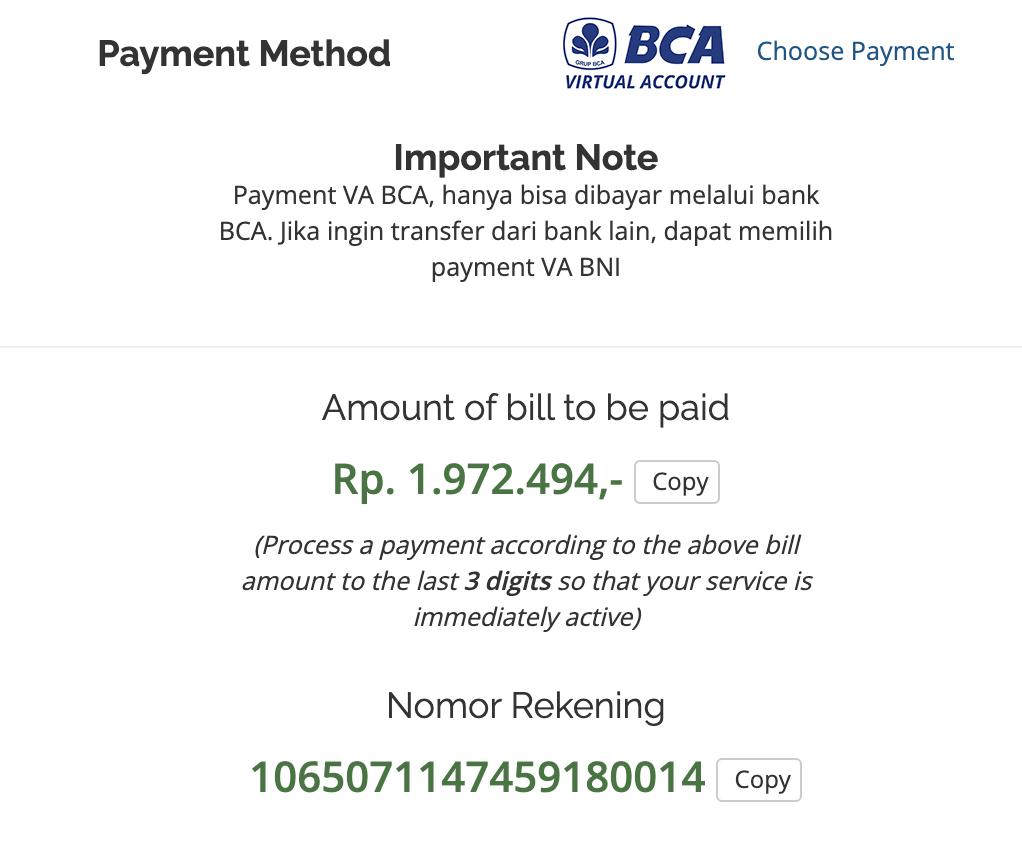 Payment Method
GRUP BCA
BCA
VIRTUAL ACCOUNT
Choose Payment
Important Note
Payment VA BCA, hanya bisa dibayar melalui bank
BCA. Jika ingin transfer dari bank lain, dapat memilih
payment VA BNI
Amount of bill to be paid
Rp. 1.972.494,- Copy
(Process a payment according to the above bill
amount to the last 3 digits so that your service is
immediately active)
Nomor Rekening
1065071147459180014 Copy